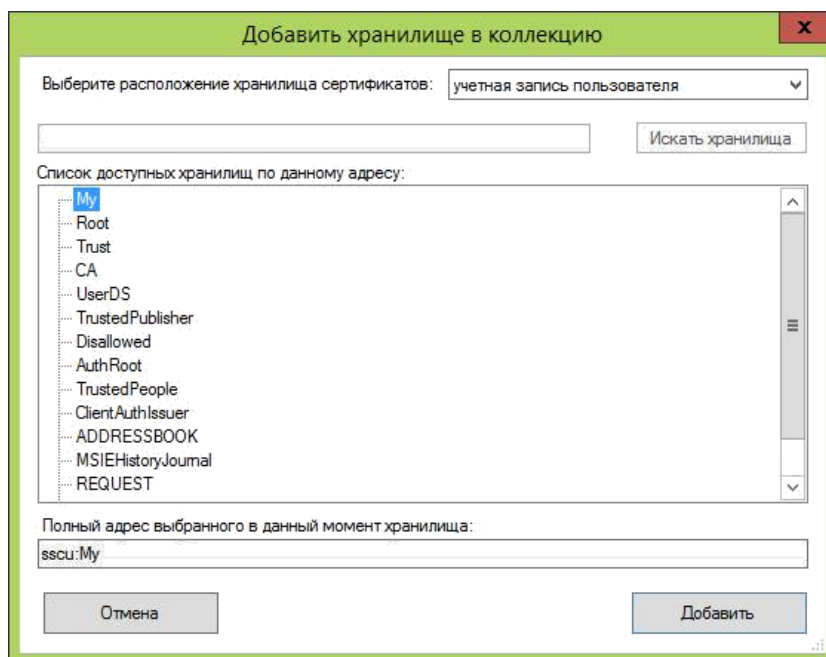 Добавить хранилище в коллекцию
x
Выберите расположение хранилища сертификатов: учетная запись пользователя
Искать хранилища
Список доступных хранилищ по данному адресу:
My
Root
Trust
CA
UserDS
TrustedPublisher
Disallowed
AuthRoot
TrustedPeople
ClientAuthIssuer
ADDRESSBOOK
MSIEHistoryJournal
REQUEST
Полный адрес выбранного в данный момент хранилища:
sscu:My
Отмена Добавить